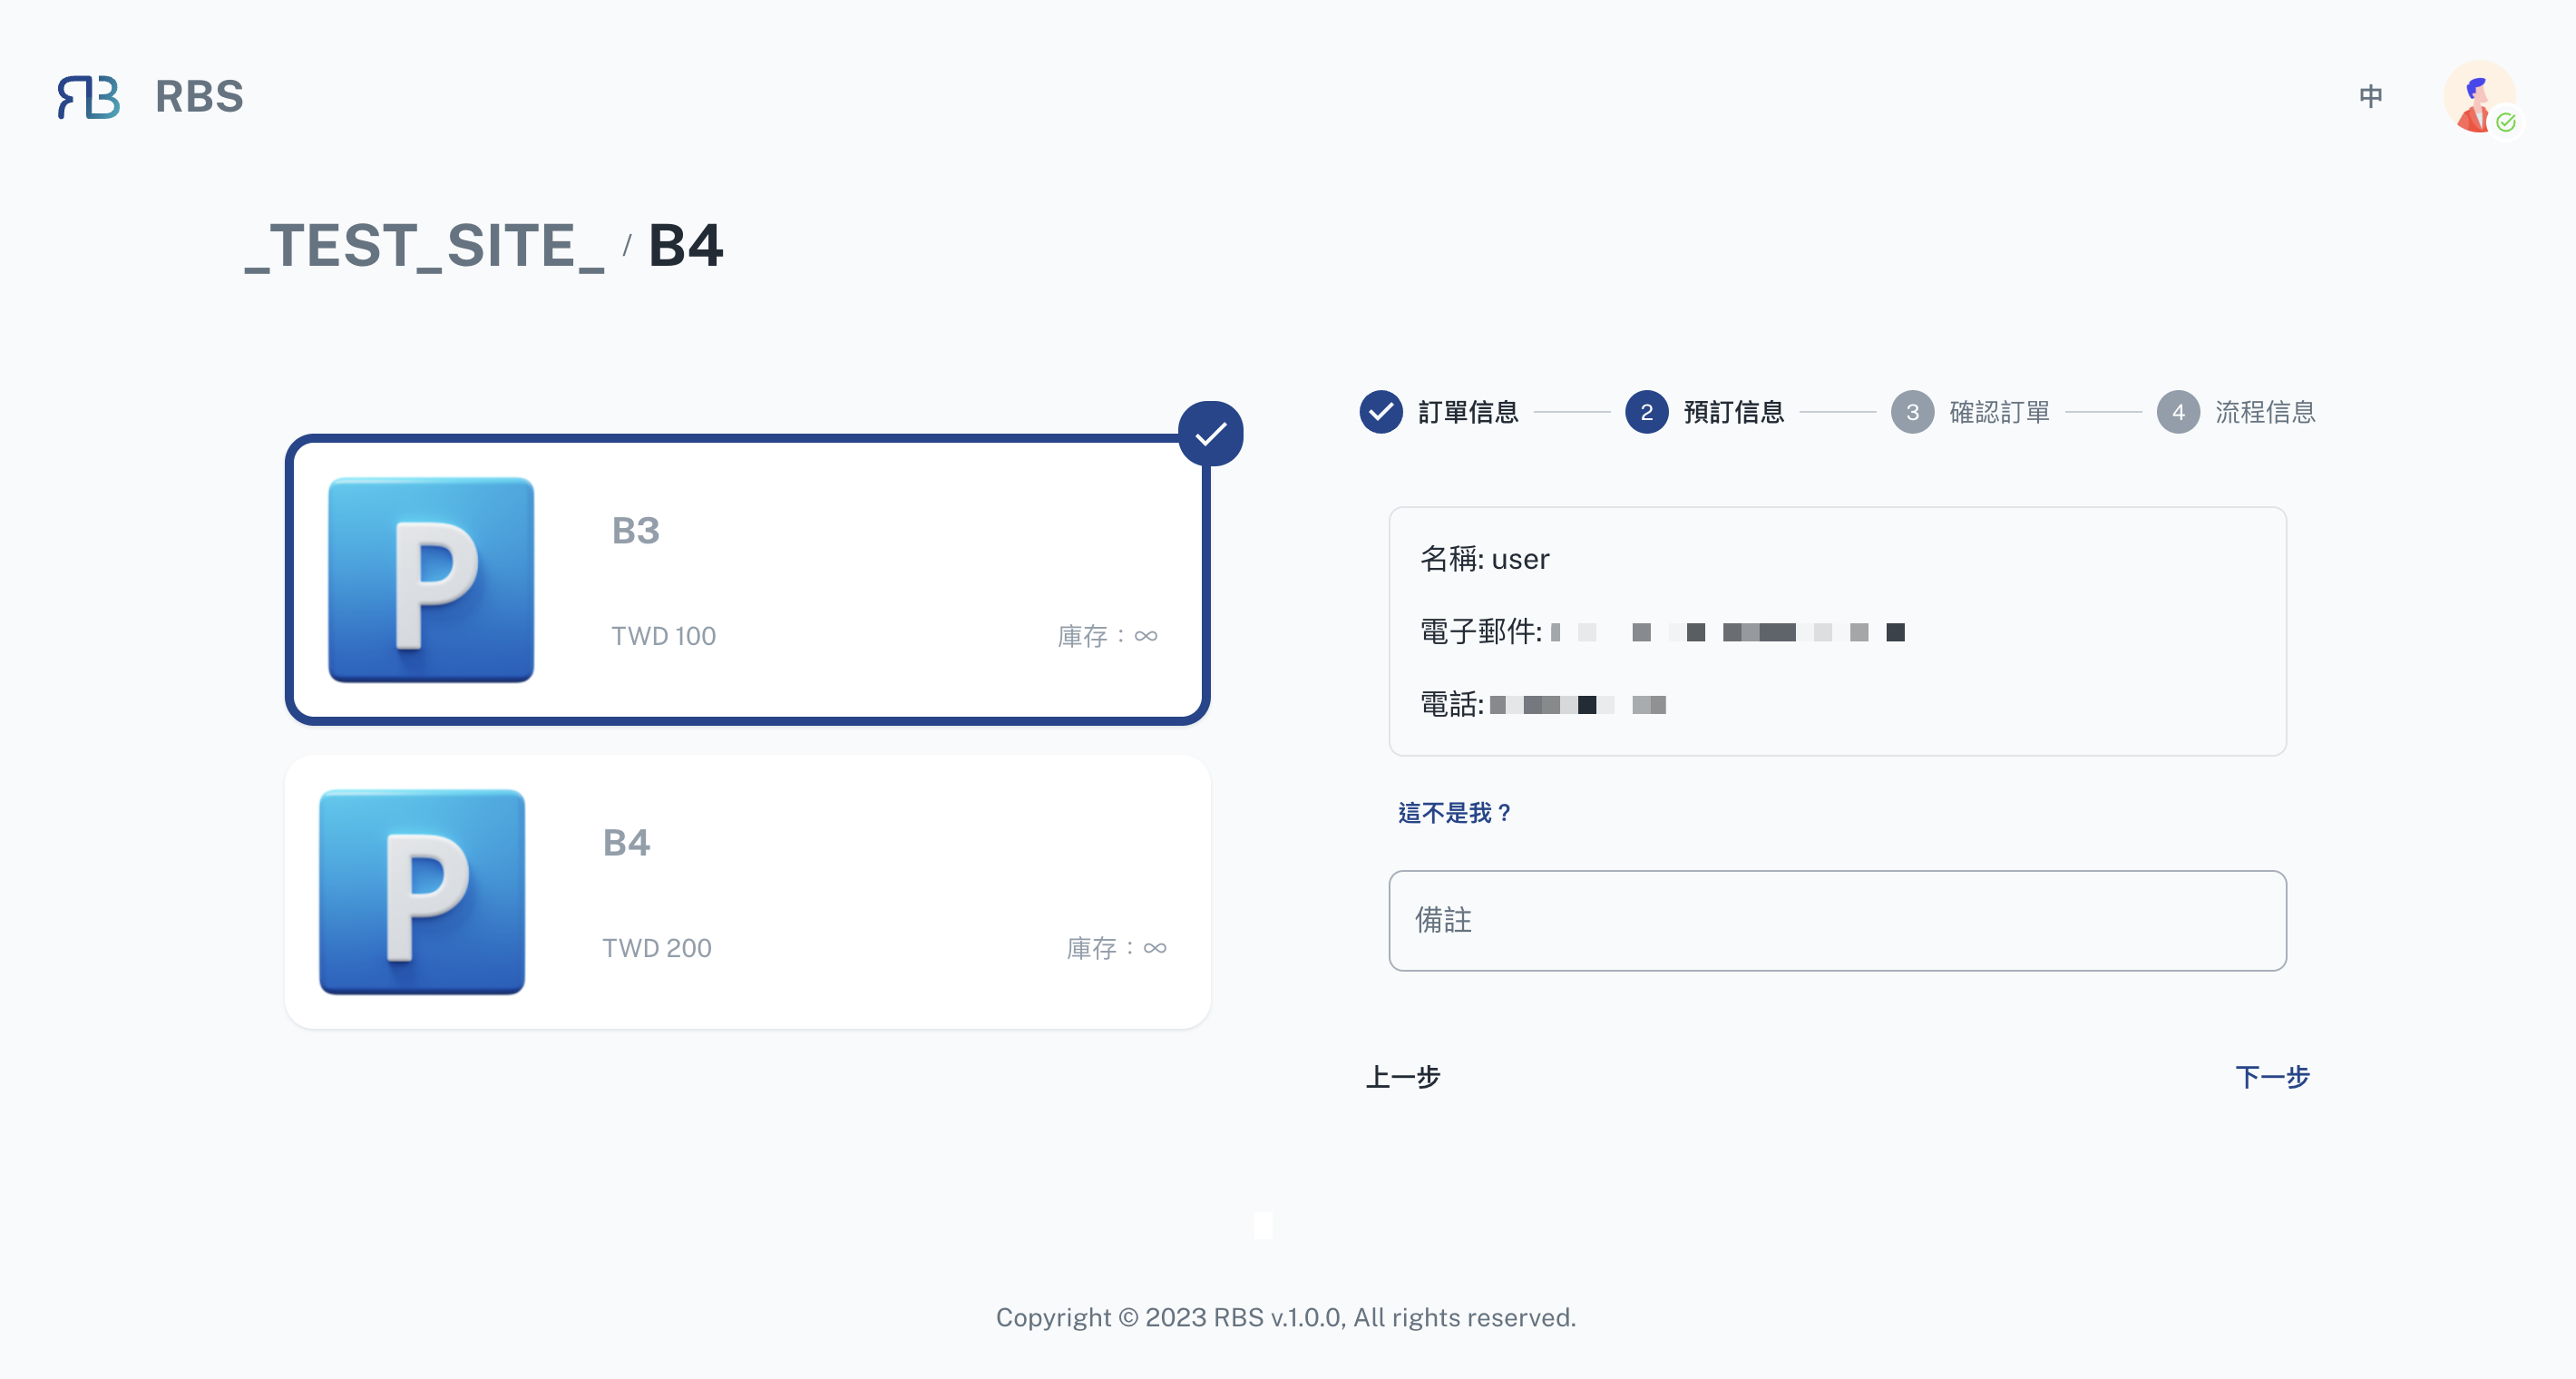 RBS
中
_TEST_SITE_ / B4
P
B3
TWD 100
庫存：∞
P
B4
TWD 200
庫存：∞
訂單信息
2 預訂信息
3 確認訂單
4 流程信息
名稱: user
電子郵件:
電話:
這不是我？
備註
上一步
下一步
Copyright © 2023 RBS v.1.0.0, All rights reserved.